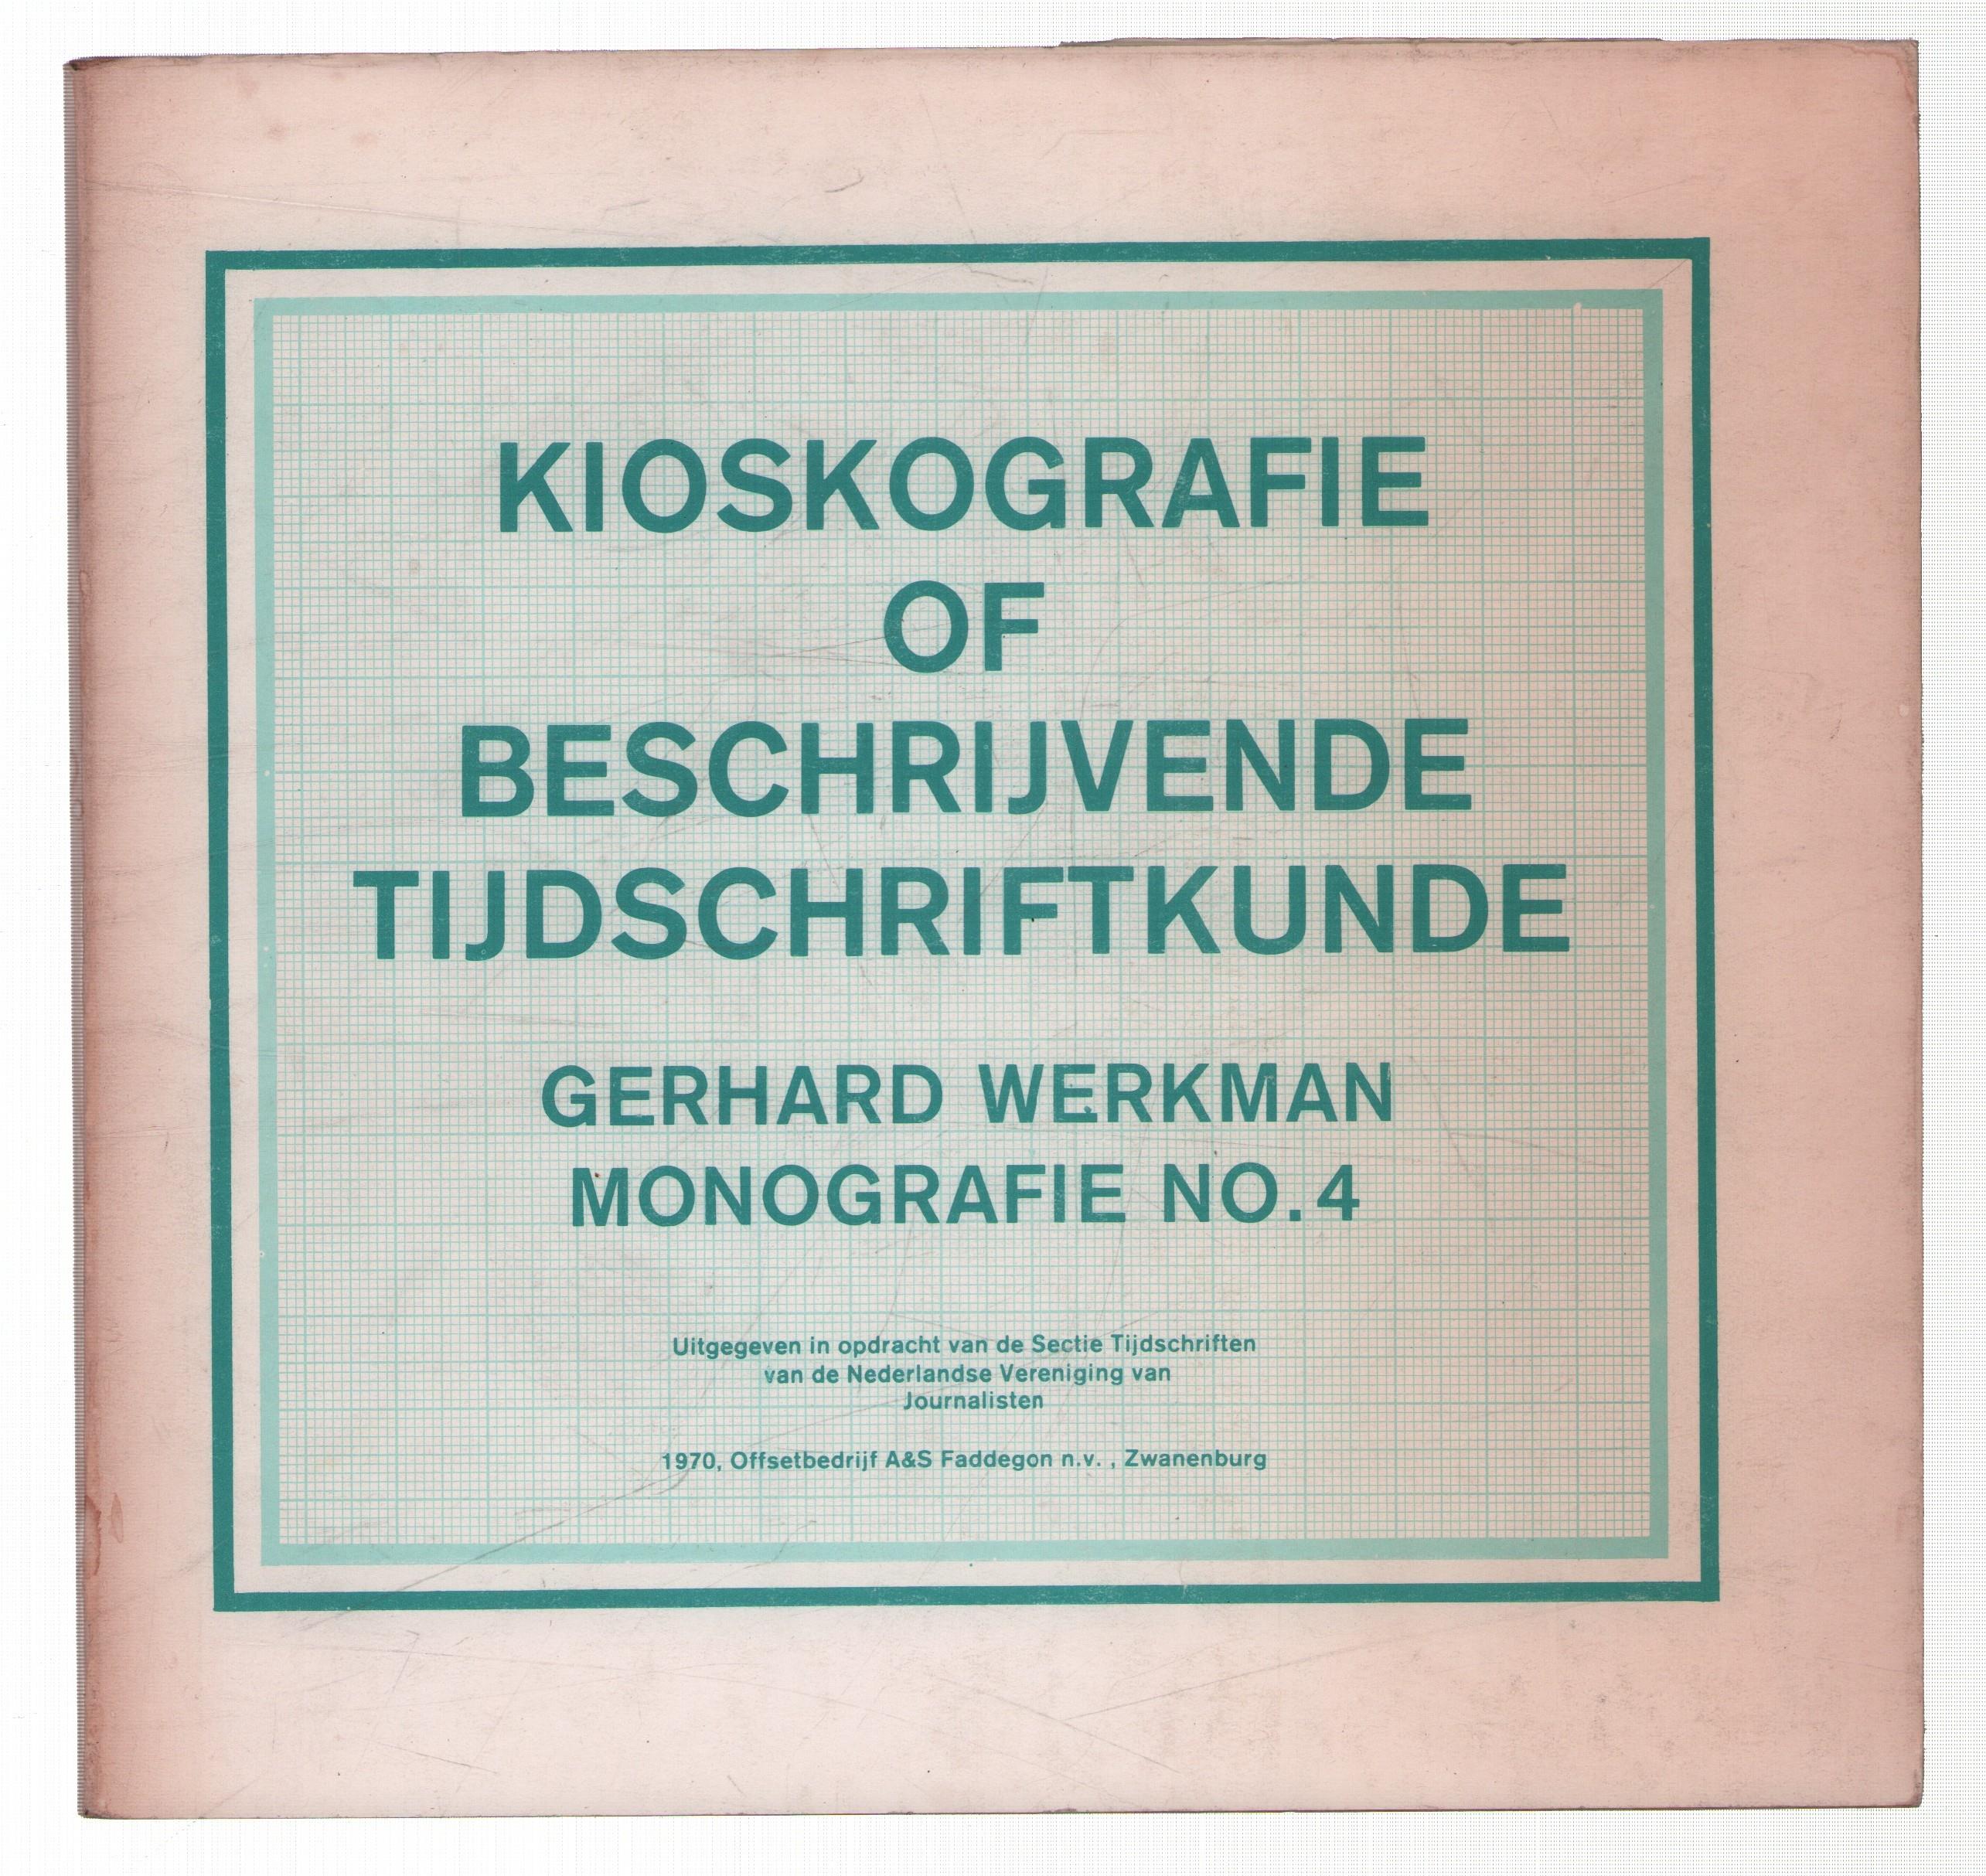 KIOSKOGRAFIE
OF
BESCHRIJVENDE
TIJDSCHRIFTKUNDE
GERHARD WERKMAN
MONOGRAFIE NO. 4
Uitgegeven in opdracht van de Sectie Tijdschriften
van de Nederlandse Vereniging van
Journalisten
1970, Offsetbedrijf A&S Faddegon n.v. , Zwanenburg